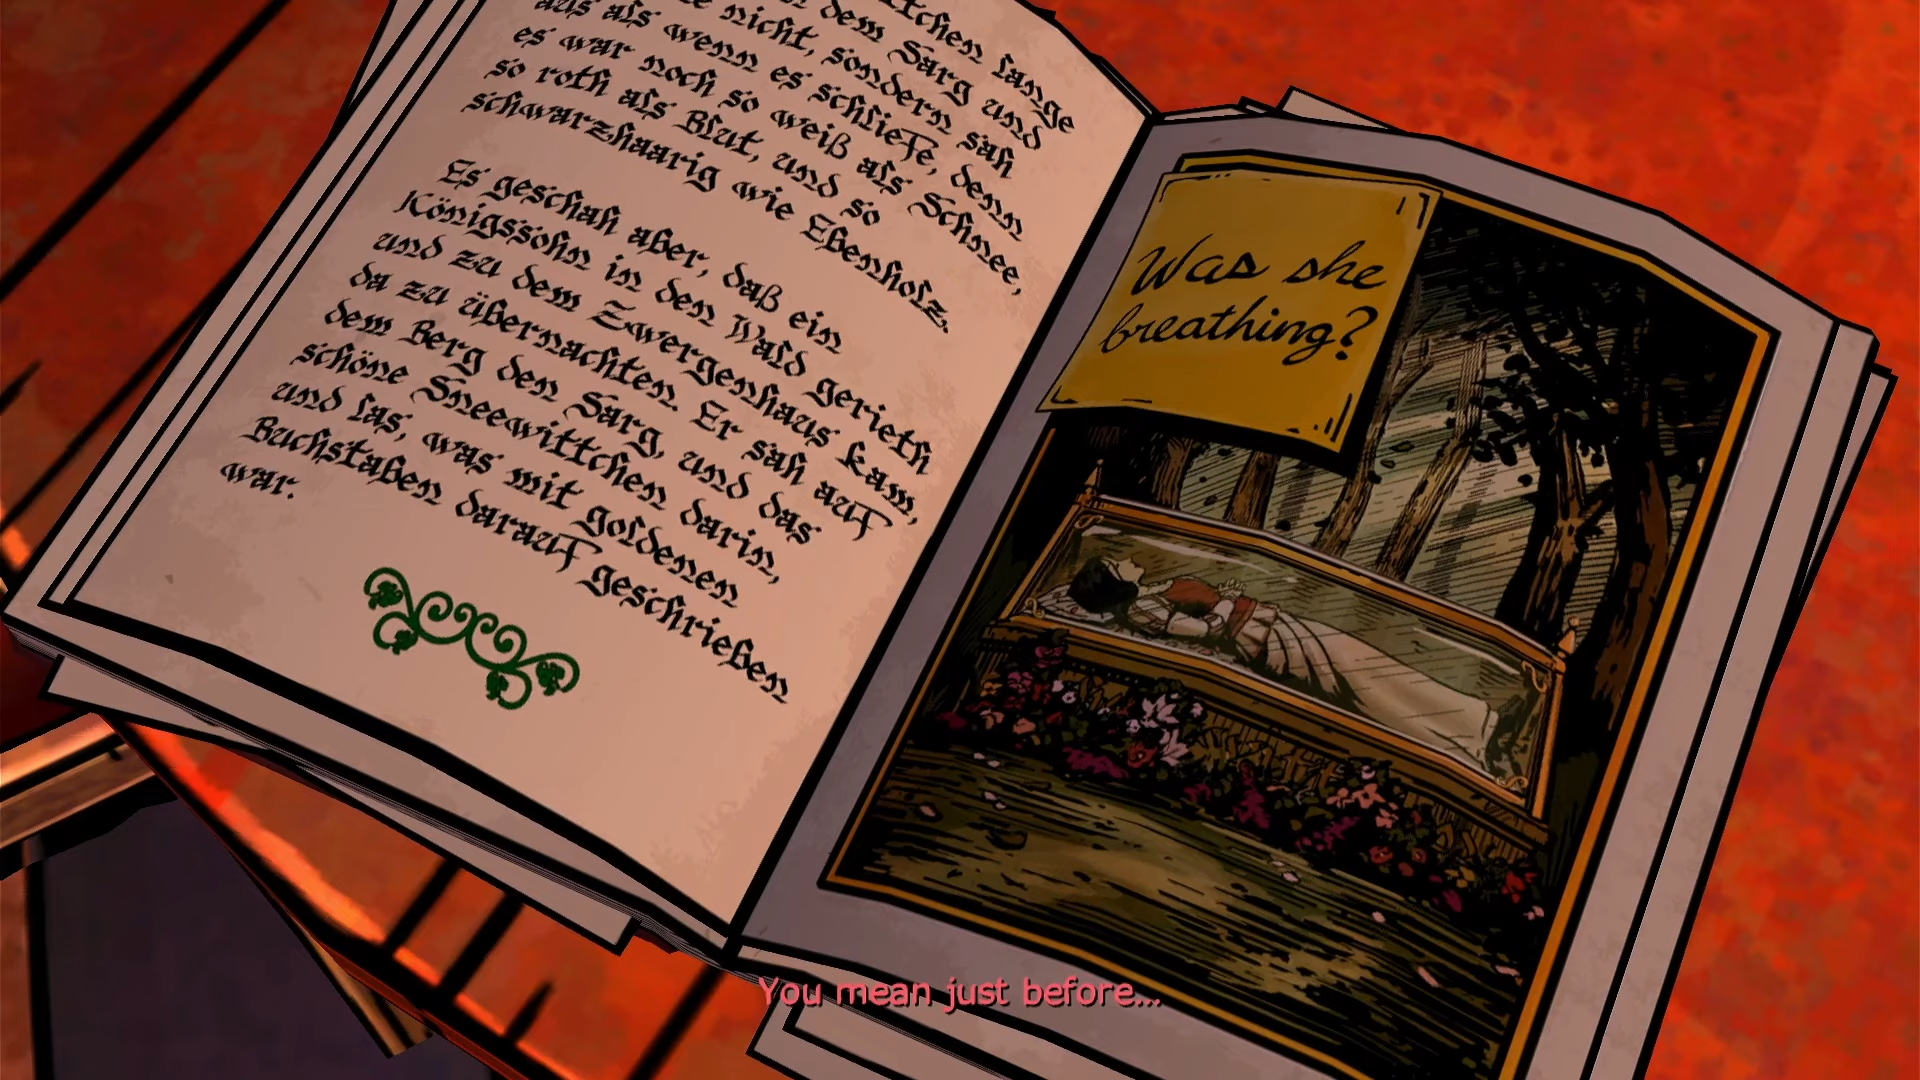 lange
nicht, sondern dem Sarg und
aus als wenn es schliefe, denn sah
es war noch so weiß als Schnee,
so roth als Blut, und so
schwarzhaarig wie Ebenholz.
Es geschah aber, daß ein
Königssohn in den Wald gerieth
und zu dem Zwergenhaus kam,
da zu übernachten. Er sah auf
dem Berg den Sarg, und das
schöne Sneewittchen darin,
und las, was mit goldenen
Buchstaben darauf geschrieben
war.
Was she
breathing?
You mean just before...